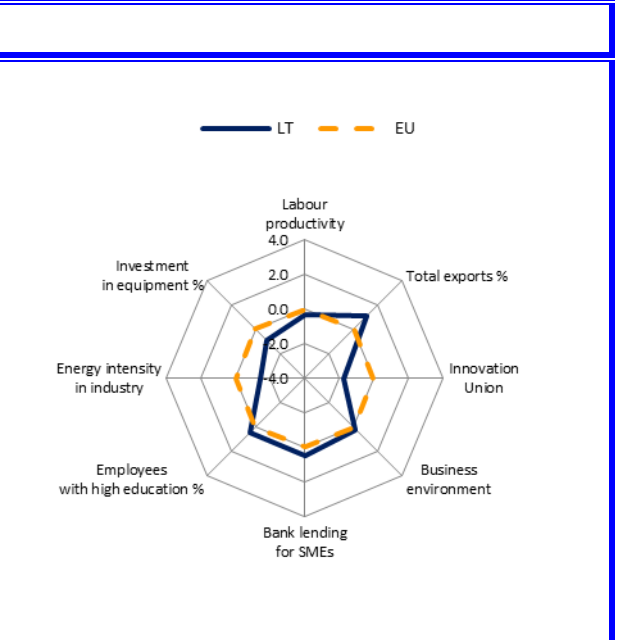 LT
EU
Labour
productivity
4.0
Investment
in equipment %
2.0
Total exports %
0.0
-2.0
Energy intensity
in industry
-4.0
Innovation
Union
Employees
with high education %
Business
environment
Bank lending
for SMEs